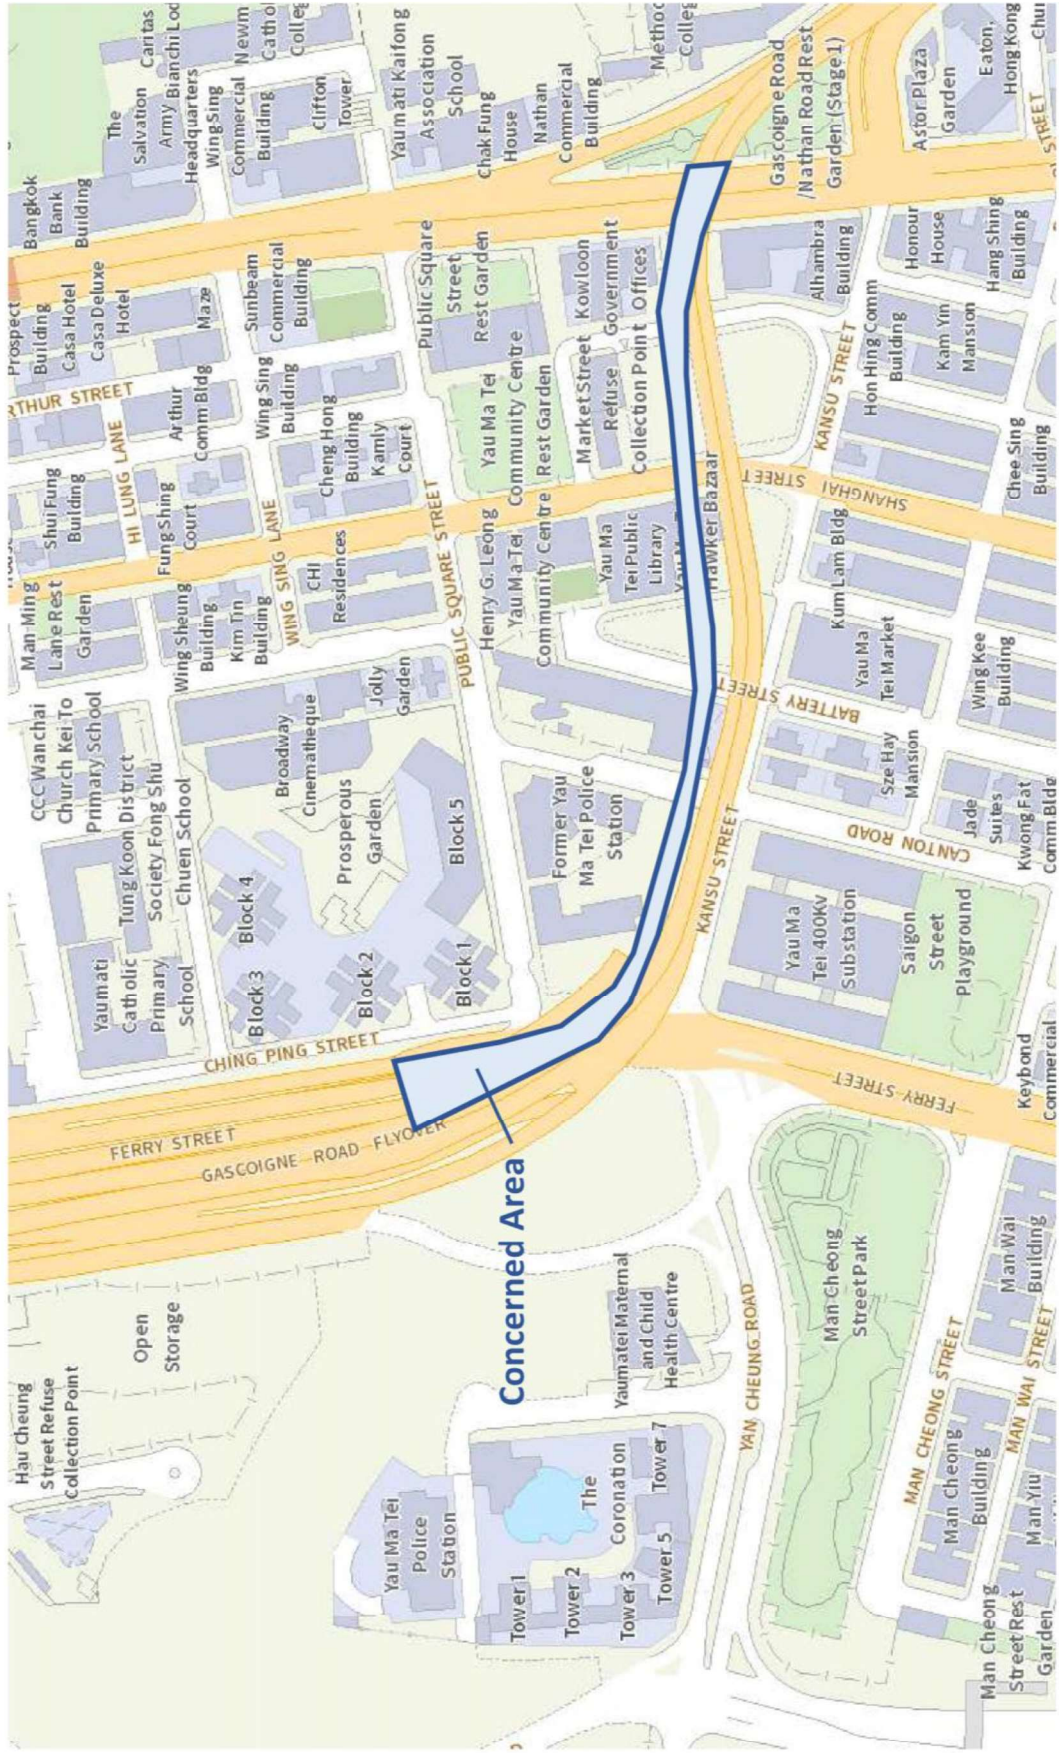 Hau Cheung
Street Refuse
Collection Point
Open
Storage
FERRY STREET
GASCOIGNE ROAD FLYOVER
CHING PING STREET
Yaumati
Catholic
Primary
School
CCC Wanchai
Church Kei To
Primary School
Tung Koon District
Society Fong Shu
Chuen School
Man Ming
Lane Rest
Garden
Shui Fung
Building
HI LUNG LANE
Prospect
Building
Casa Hotel
Casa Deluxe
Hotel
Bangkok
Bank
Building
The
Salvation
Army
Headquarters
Caritas
Bianchi Lod
Wing Sing
Commercial
Building
Newm
Cathol
Colleg
Clifton
Tower
Maze
Arthur
Comm Bldg
Fung Shing
Court
Wing Sheung
Building
Kim Tin
Building
WING SING LANE
Wing Sing
Building
Sunbeam
Commercial
Building
Block 3
Block 4
Block 2
Block 1
Block 5
Prosperous
Garden
Broadway
Cinematheque
Jolly
Garden
CHI
Residences
Cheng Hong
Building
Kamly
Court
PUBLIC SQUARE STREET
Public Square
Street
Rest Garden
Yaumati Kaifong
Association
School
Chak Fung
House
Nathan
Commercial
Building
Methoc
Colleg
Yau Ma Tei
Police
Station
Concerned Area
Tower 1
Tower 2
Tower 3
Tower 5
Tower 7
The
Coronation
Yaumatei Maternal
and Child
Health Centre
Former Yau
Ma Tei Police
Station
Henry G. Leong
Yau Ma Tei
Community Centre
Yau Ma Tei
Community Centre
Rest Garden
Yau Ma
Tei Public
Library
Market Street
Refuse
Collection Point
Kowloon
Government
Offices
Hawker Bazaar
Gascoigne Road
/Nathan Road Rest
Garden (Stage 1)
KANSU STREET
BATTERY STREET
SHANGHAI STREET
KANSU STREET
Alhambra
Building
YAN CHEUNG ROAD
Man Cheong
Street Park
FERRY STREET
Yau Ma
Tei 400Kv
Substation
CANTON ROAD
Saigon
Street
Playground
Sze Hay
Mansion
Yau Ma
Tei Market
Kum Lam Bldg
Hon Hing Comm
Building
Honour
House
Astor Plaza
Garden
Eaton,
Hong Kong
Kam Yin
Mansion
Hang Shing
Building
Chee Sing
Building
Wing Kee
Building
Jade
Suites
Kwong Fat
Comm Bldg
Keybond
Commercial
MAN CHEONG STREET
Man Cheong
Building
MAN WAI STREET
Man Wai
Building
Man Yiu
Man Cheong
Street Rest
Garden